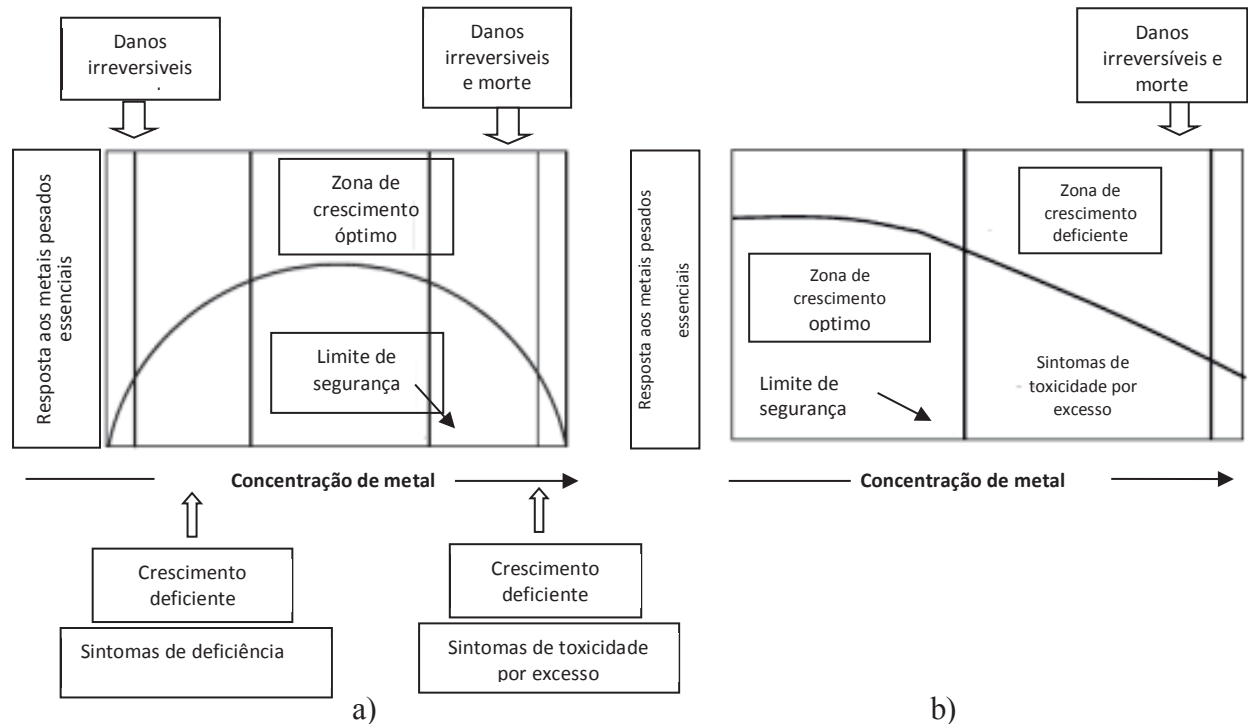 Danos
irreversiveis
.
Danos
irreversiveis
e morte
Resposta aos metais pesados
essenciais
Zona de
crescimento
óptimo
Limite de
segurança
Concentração de metal
Crescimento
deficiente
Sintomas de deficiência
Crescimento
deficiente
Sintomas de toxicidade
por excesso
a)
Danos
irreversíveis e
morte
Resposta aos metais pesados
essenciais
Zona de
crescimento
deficiente
Zona de
crescimento
optimo
Limite de
segurança
Sintomas de
toxicidade por
excesso
Concentração de metal
b)